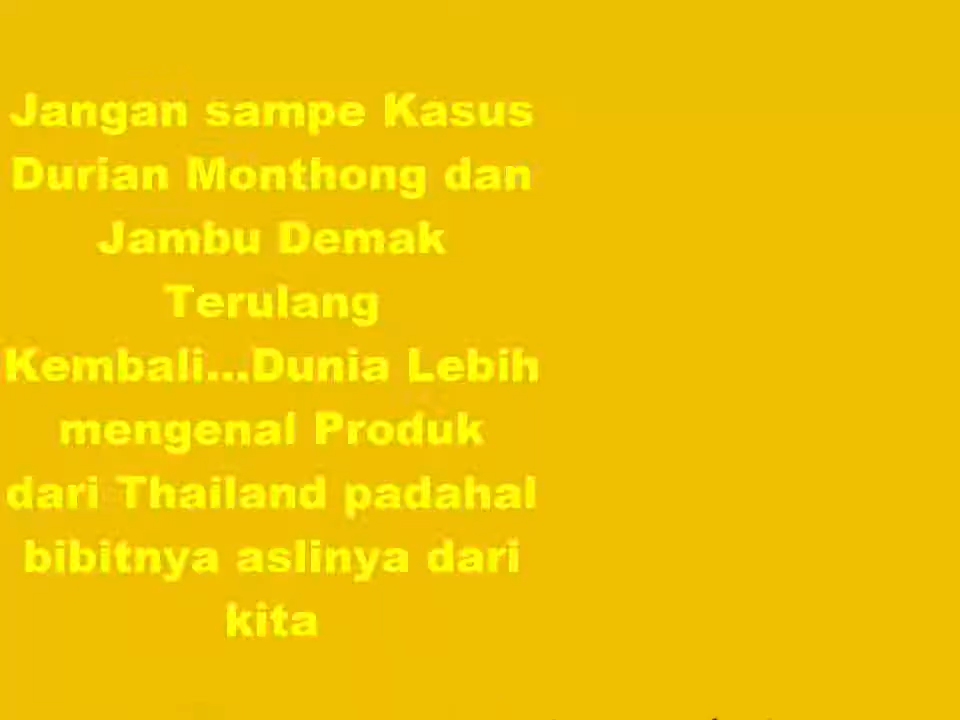 Jangan sampe Kasus
Durian Monthong dan
Jambu Demak
Terulang
Kembali...Dunia Lebih
mengenal Produk
dari Thailand padahal
bibitnya aslinya dari
kita